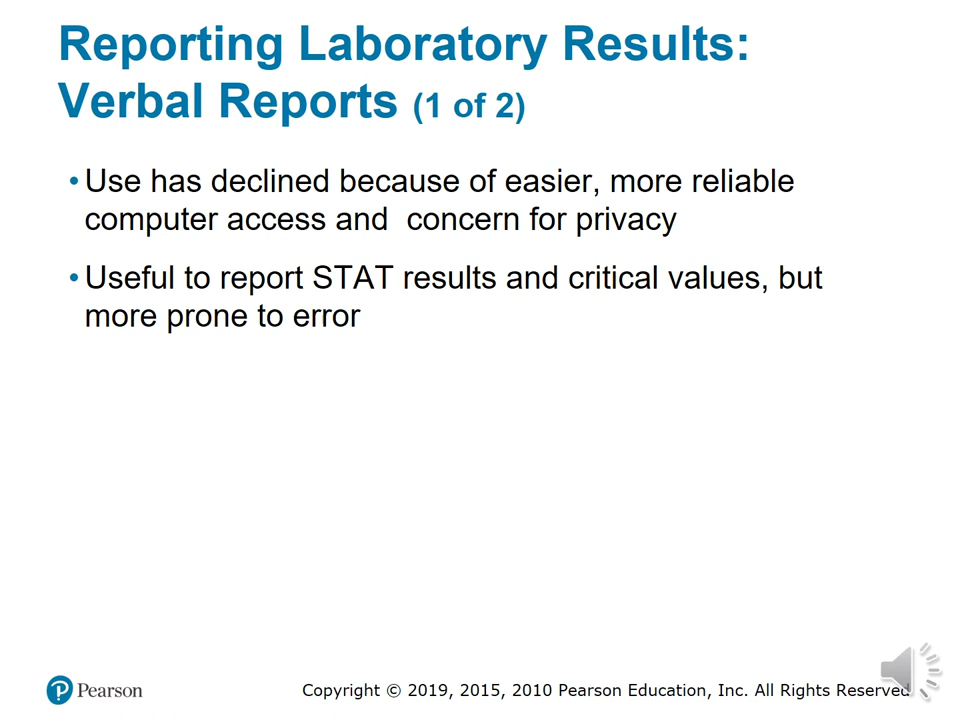 Reporting Laboratory Results:
Verbal Reports (1 of 2)
• Use has declined because of easier, more reliable
computer access and  concern for privacy
• Useful to report STAT results and critical values, but
more prone to error
Pearson
Copyright © 2019, 2015, 2010 Pearson Education, Inc. All Rights Reserved